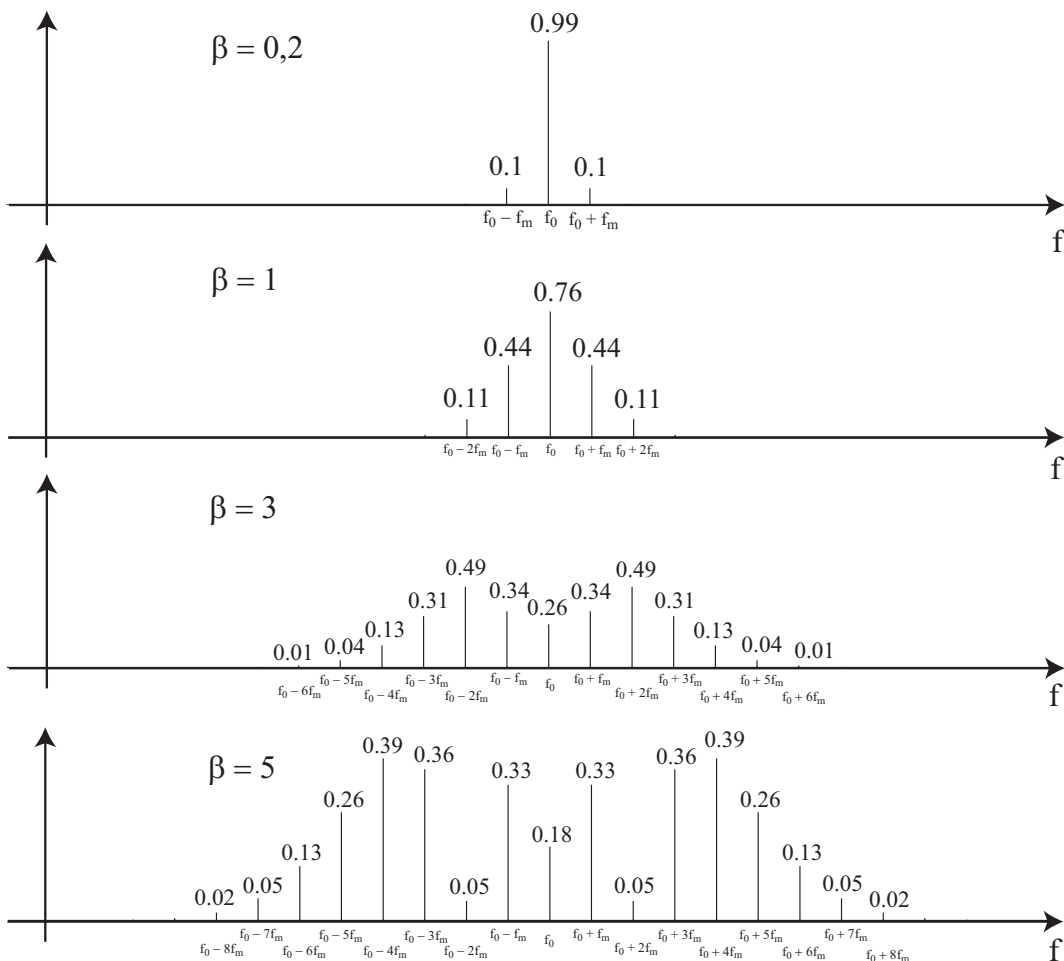 β = 0,2
0.99
0.1 0.1
f₀ − fₘ f₀ f₀ + fₘ
f
β = 1
0.76
0.44 0.44
0.11 0.11
f₀ − 2fₘ f₀ − fₘ f₀ f₀ + fₘ f₀ + 2fₘ
f
β = 3
0.49 0.49
0.34 0.34
0.31 0.26 0.31
0.13 0.13
0.01 0.04 0.04 0.01
f₀ − 5fₘ f₀ − 3fₘ f₀ − fₘ f₀ f₀ + fₘ f₀ + 3fₘ f₀ + 5fₘ
f₀ − 6fₘ f₀ − 4fₘ f₀ − 2fₘ f₀ + 2fₘ f₀ + 4fₘ f₀ + 6fₘ
f
β = 5
0.39 0.36 0.36 0.39
0.33 0.33
0.26 0.26
0.18
0.13 0.13
0.02 0.05 0.05 0.05 0.05 0.02
f₀ − 7fₘ f₀ − 5fₘ f₀ − 3fₘ f₀ − fₘ f₀ f₀ + fₘ f₀ + 3fₘ f₀ + 5fₘ f₀ + 7fₘ
f₀ − 8fₘ f₀ − 6fₘ f₀ − 4fₘ f₀ − 2fₘ f₀ + 2fₘ f₀ + 4fₘ f₀ + 6fₘ f₀ + 8fₘ
f